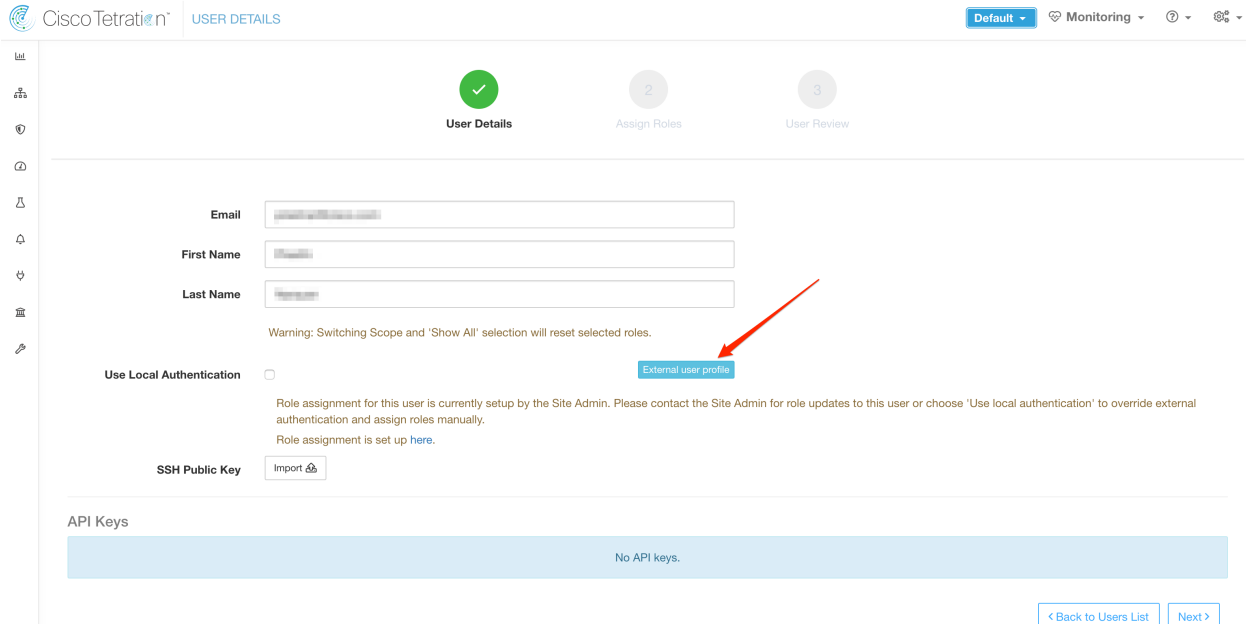 Cisco Tetration™ USER DETAILS Default Monitoring
2 3
User Details Assign Roles User Review
Email
First Name
Last Name
Warning: Switching Scope and 'Show All' selection will reset selected roles.
Use Local Authentication External user profile
Role assignment for this user is currently setup by the Site Admin. Please contact the Site Admin for role updates to this user or choose 'Use local authentication' to override external
authentication and assign roles manually.
Role assignment is set up here.
SSH Public Key Import
API Keys
No API keys.
Back to Users List Next